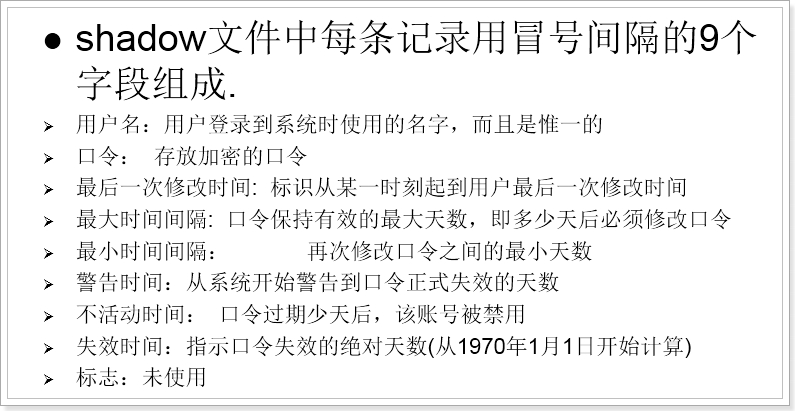 ● shadow文件中每条记录用冒号间隔的9个
字段组成.
➢ 用户名：用户登录到系统时使用的名字，而且是惟一的
➢ 口令： 存放加密的口令
➢ 最后一次修改时间: 标识从某一时刻起到用户最后一次修改时间
➢ 最大时间间隔: 口令保持有效的最大天数，即多少天后必须修改口令
➢ 最小时间间隔： 再次修改口令之间的最小天数
➢ 警告时间：从系统开始警告到口令正式失效的天数
➢ 不活动时间： 口令过期少天后，该账号被禁用
➢ 失效时间：指示口令失效的绝对天数(从1970年1月1日开始计算)
➢ 标志：未使用